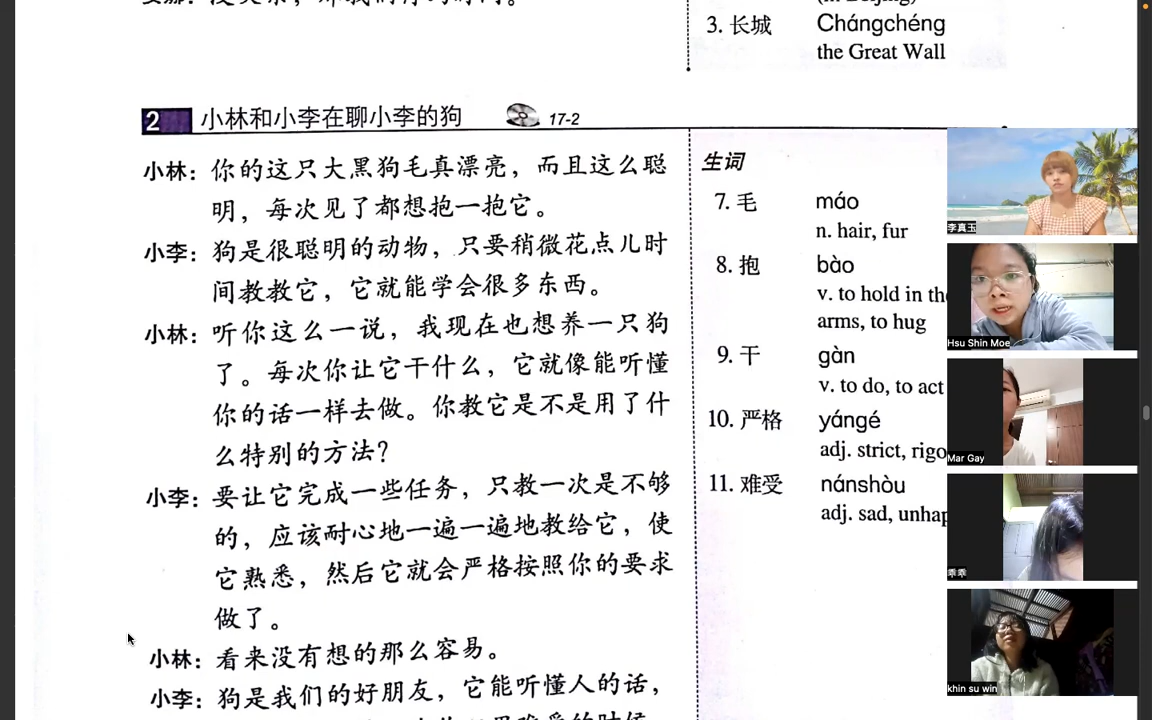 3. 长城
Chángchéng
the Great Wall
2 小林和小李在聊小李的狗 17-2
小林：你的这只大黑狗毛真漂亮，而且这么聪
明，每次见了都想抱一抱它。
小李：狗是很聪明的动物，只要稍微花点儿时
间教教它，它就能学会很多东西。
小林：听你这么一说，我现在也想养一只狗
了。每次你让它干什么，它就像能听懂
你的话一样去做。你教它是不是用了什
么特别的方法？
小李：要让它完成一些任务，只教一次是不够
的，应该耐心地一遍一遍地教给它，使
它熟悉，然后它就会严格按照你的要求
做了。
小林：看来没有想的那么容易。
小李：狗是我们的好朋友，它能听懂人的话，
生词
7. 毛 máo
n. hair, fur
8. 抱 bào
v. to hold in the
arms, to hug
9. 干 gàn
v. to do, to act
10. 严格 yángé
adj. strict, rigo
11. 难受 nánshòu
adj. sad, unhap
李真玉
Hsu Shin Moe
Mar Gay
乖乖
khin su win